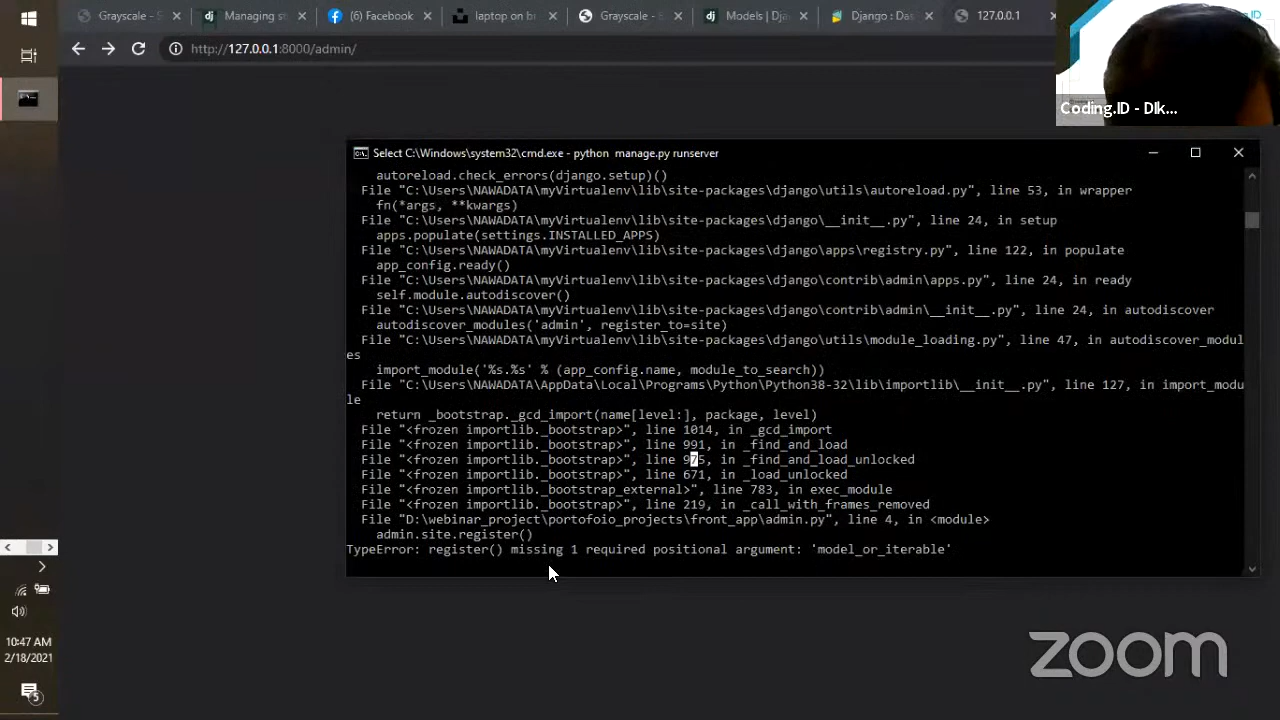 Grayscale - S
Managing st
(6) Facebook
laptop on b
Grayscale - S
Models | Dja
Django : Da
127.0.0.1
http://127.0.0.1:8000/admin/
Coding.ID - DIk...
Select C:\Windows\system32\cmd.exe - python  manage.py runserver
autoreload.check_errors(django.setup)()
File "C:\Users\NAWADATA\myVirtualenv\lib\site-packages\django\utils\autoreload.py", line 53, in wrapper
fn(*args, **kwargs)
File "C:\Users\NAWADATA\myVirtualenv\lib\site-packages\django\__init__.py", line 24, in setup
apps.populate(settings.INSTALLED_APPS)
File "C:\Users\NAWADATA\myVirtualenv\lib\site-packages\django\apps\registry.py", line 122, in populate
app_config.ready()
File "C:\Users\NAWADATA\myVirtualenv\lib\site-packages\django\contrib\admin\apps.py", line 24, in ready
self.module.autodiscover()
File "C:\Users\NAWADATA\myVirtualenv\lib\site-packages\django\contrib\admin\__init__.py", line 24, in autodiscover
autodiscover_modules('admin', register_to=site)
File "C:\Users\NAWADATA\myVirtualenv\lib\site-packages\django\utils\module_loading.py", line 47, in autodiscover_modul
es
import_module('%s.%s' % (app_config.name, module_to_search))
File "C:\Users\NAWADATA\AppData\Local\Programs\Python\Python38-32\lib\importlib\__init__.py", line 127, in import_modu
le
return _bootstrap._gcd_import(name[level:], package, level)
File "<frozen importlib._bootstrap>", line 1014, in _gcd_import
File "<frozen importlib._bootstrap>", line 991, in _find_and_load
File "<frozen importlib._bootstrap>", line 975, in _find_and_load_unlocked
File "<frozen importlib._bootstrap>", line 671, in _load_unlocked
File "<frozen importlib._bootstrap_external>", line 783, in exec_module
File "<frozen importlib._bootstrap>", line 219, in _call_with_frames_removed
File "D:\webinar_project\portofoio_projects\front_app\admin.py", line 4, in <module>
admin.site.register()
TypeError: register() missing 1 required positional argument: 'model_or_iterable'
10:47 AM
2/18/2021
5
zoom